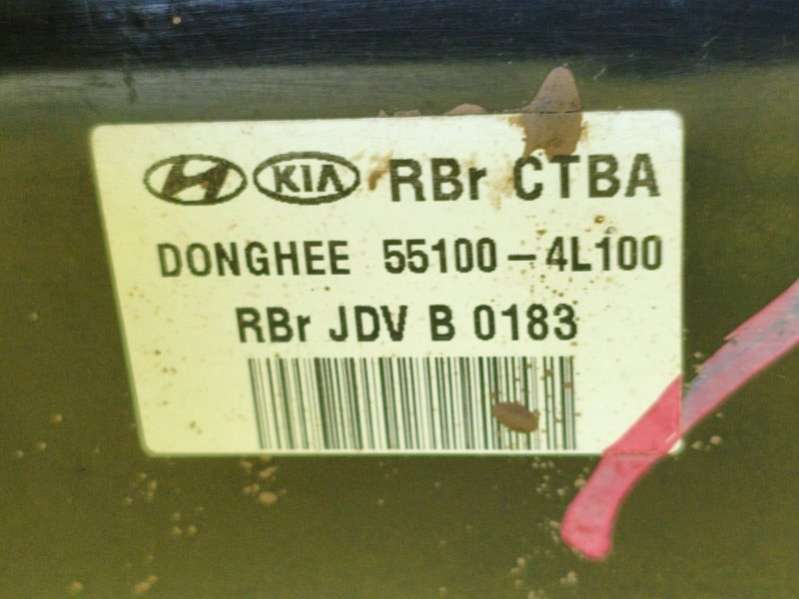 KIA RBr CTBA
DONGHEE 55100-4L100
RBr JDV B 0183